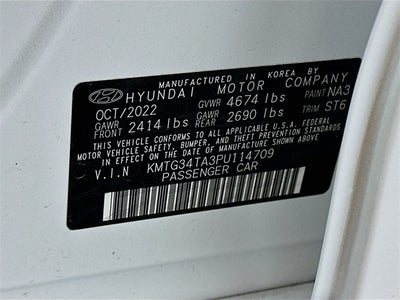 MANUFACTURED IN KOREA BY
HYUNDAI MOTOR COMPANY
OCT/2022 GVWR 4674 lbs PAINT NA3
GAWR FRONT 2414 lbs GAWR REAR 2690 lbs TRIM ST6
THIS VEHICLE CONFORMS TO ALL APPLICABLE U.S.A. FEDERAL
MOTOR VEHICLE SAFETY, BUMPER, AND THEFT PREVENTION STANDARDS
IN EFFECT ON THE DATE OF MANUFACTURE SHOWN ABOVE.
V.I.N KMTG34TA3PU114709
PASSENGER CAR